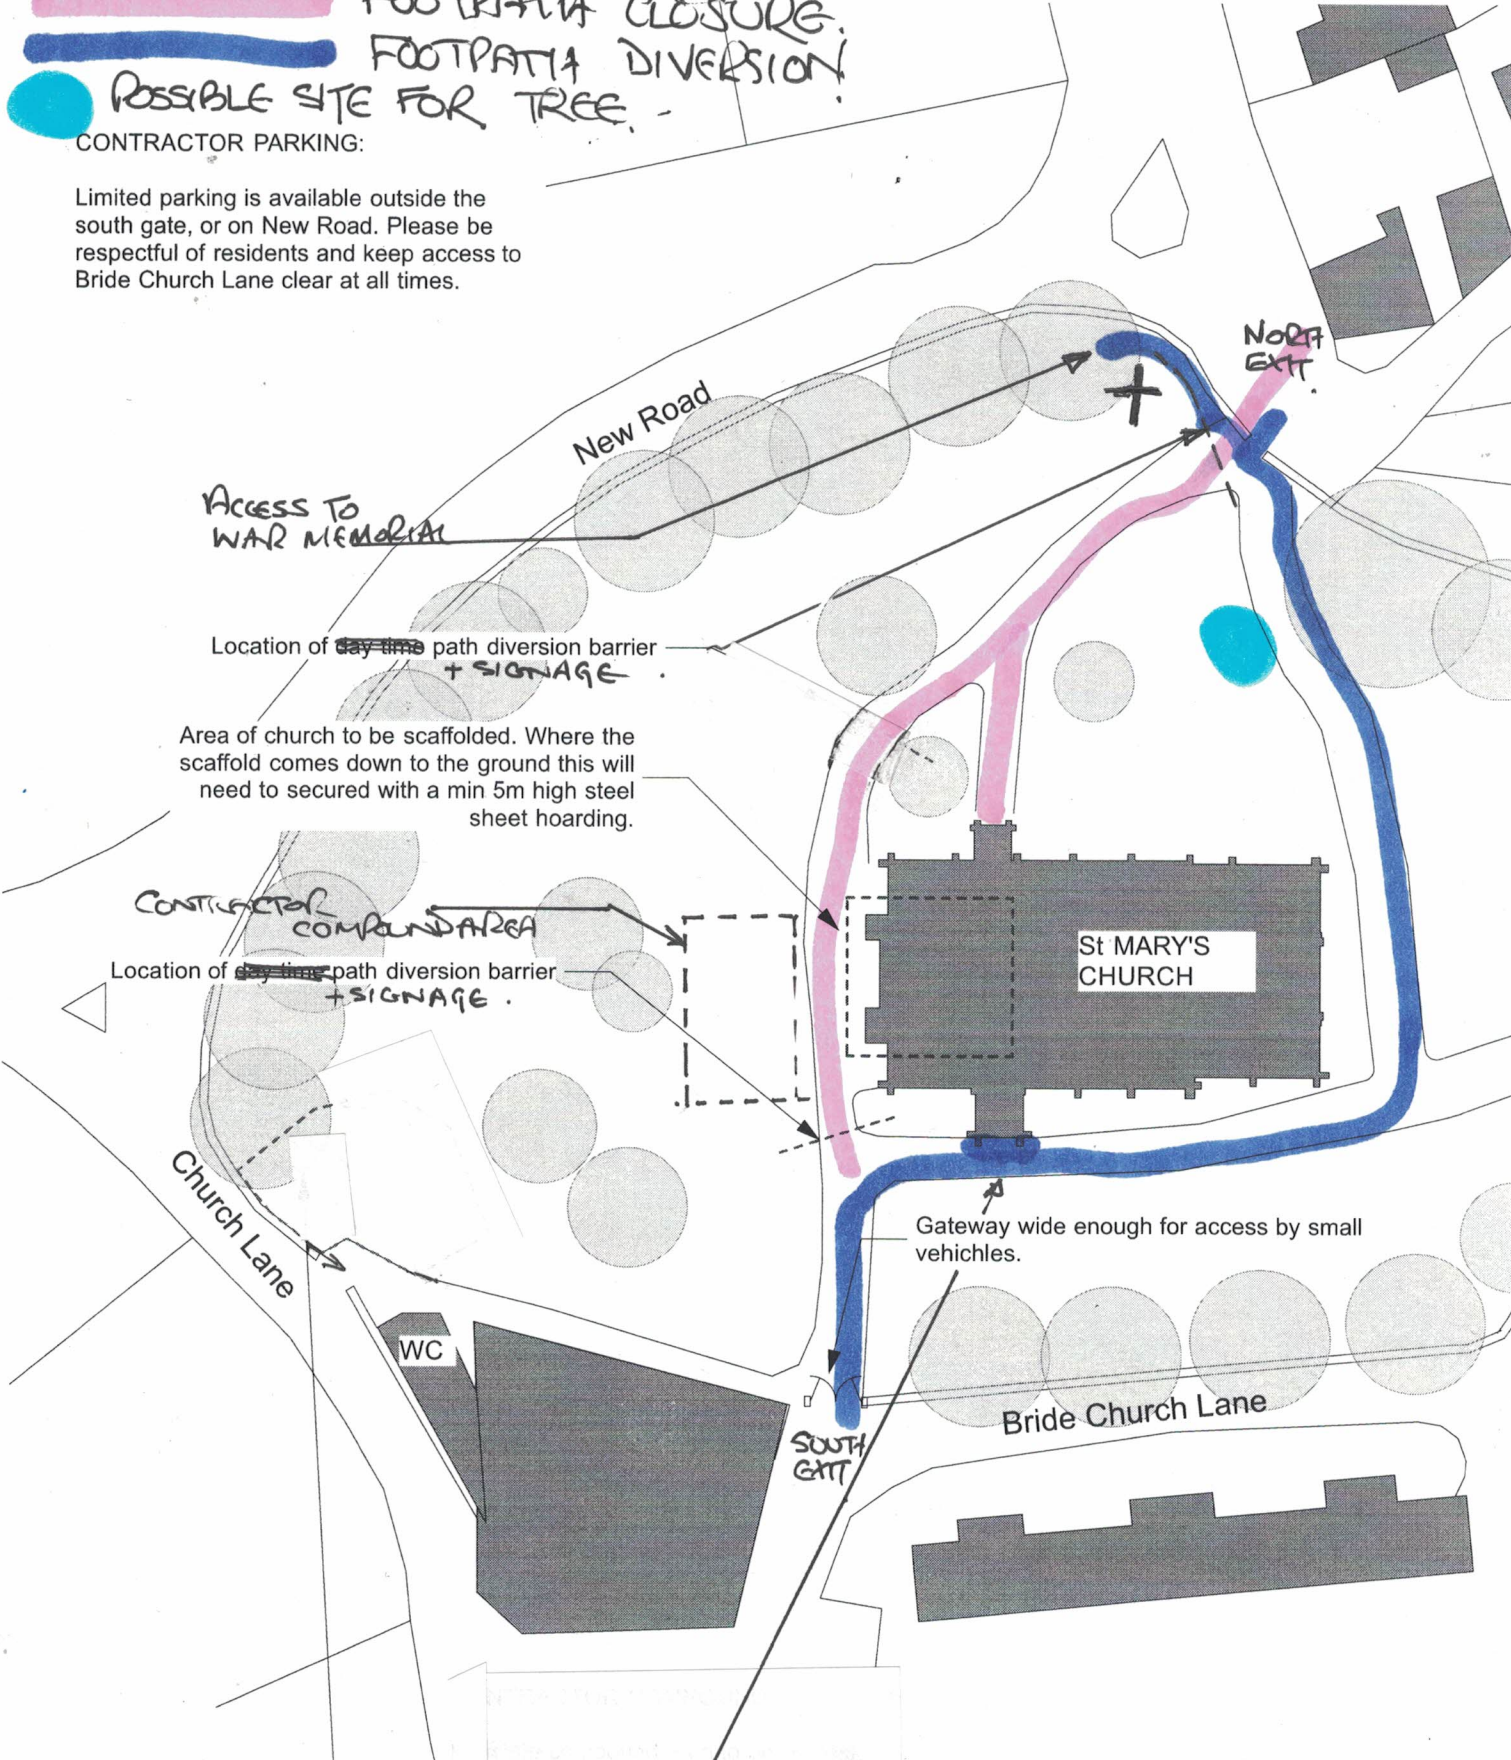 FOOTPATH CLOSURE.
FOOTPATH DIVERSION
POSSIBLE SITE FOR TREE.
CONTRACTOR PARKING:
Limited parking is available outside the
south gate, or on New Road. Please be
respectful of residents and keep access to
Bride Church Lane clear at all times.
NORTH
EXIT.
New Road
ACCESS TO
WAR MEMORIAL
Location of day time path diversion barrier
+ SIGNAGE.
Area of church to be scaffolded. Where the
scaffold comes down to the ground this will
need to secured with a min 5m high steel
sheet hoarding.
CONTRACTOR
COMPOUND AREA
St MARY'S
CHURCH
Location of day time path diversion barrier
+ SIGNAGE.
Church Lane
Gateway wide enough for access by small
vehichles.
WC
Bride Church Lane
SOUTH
EXIT